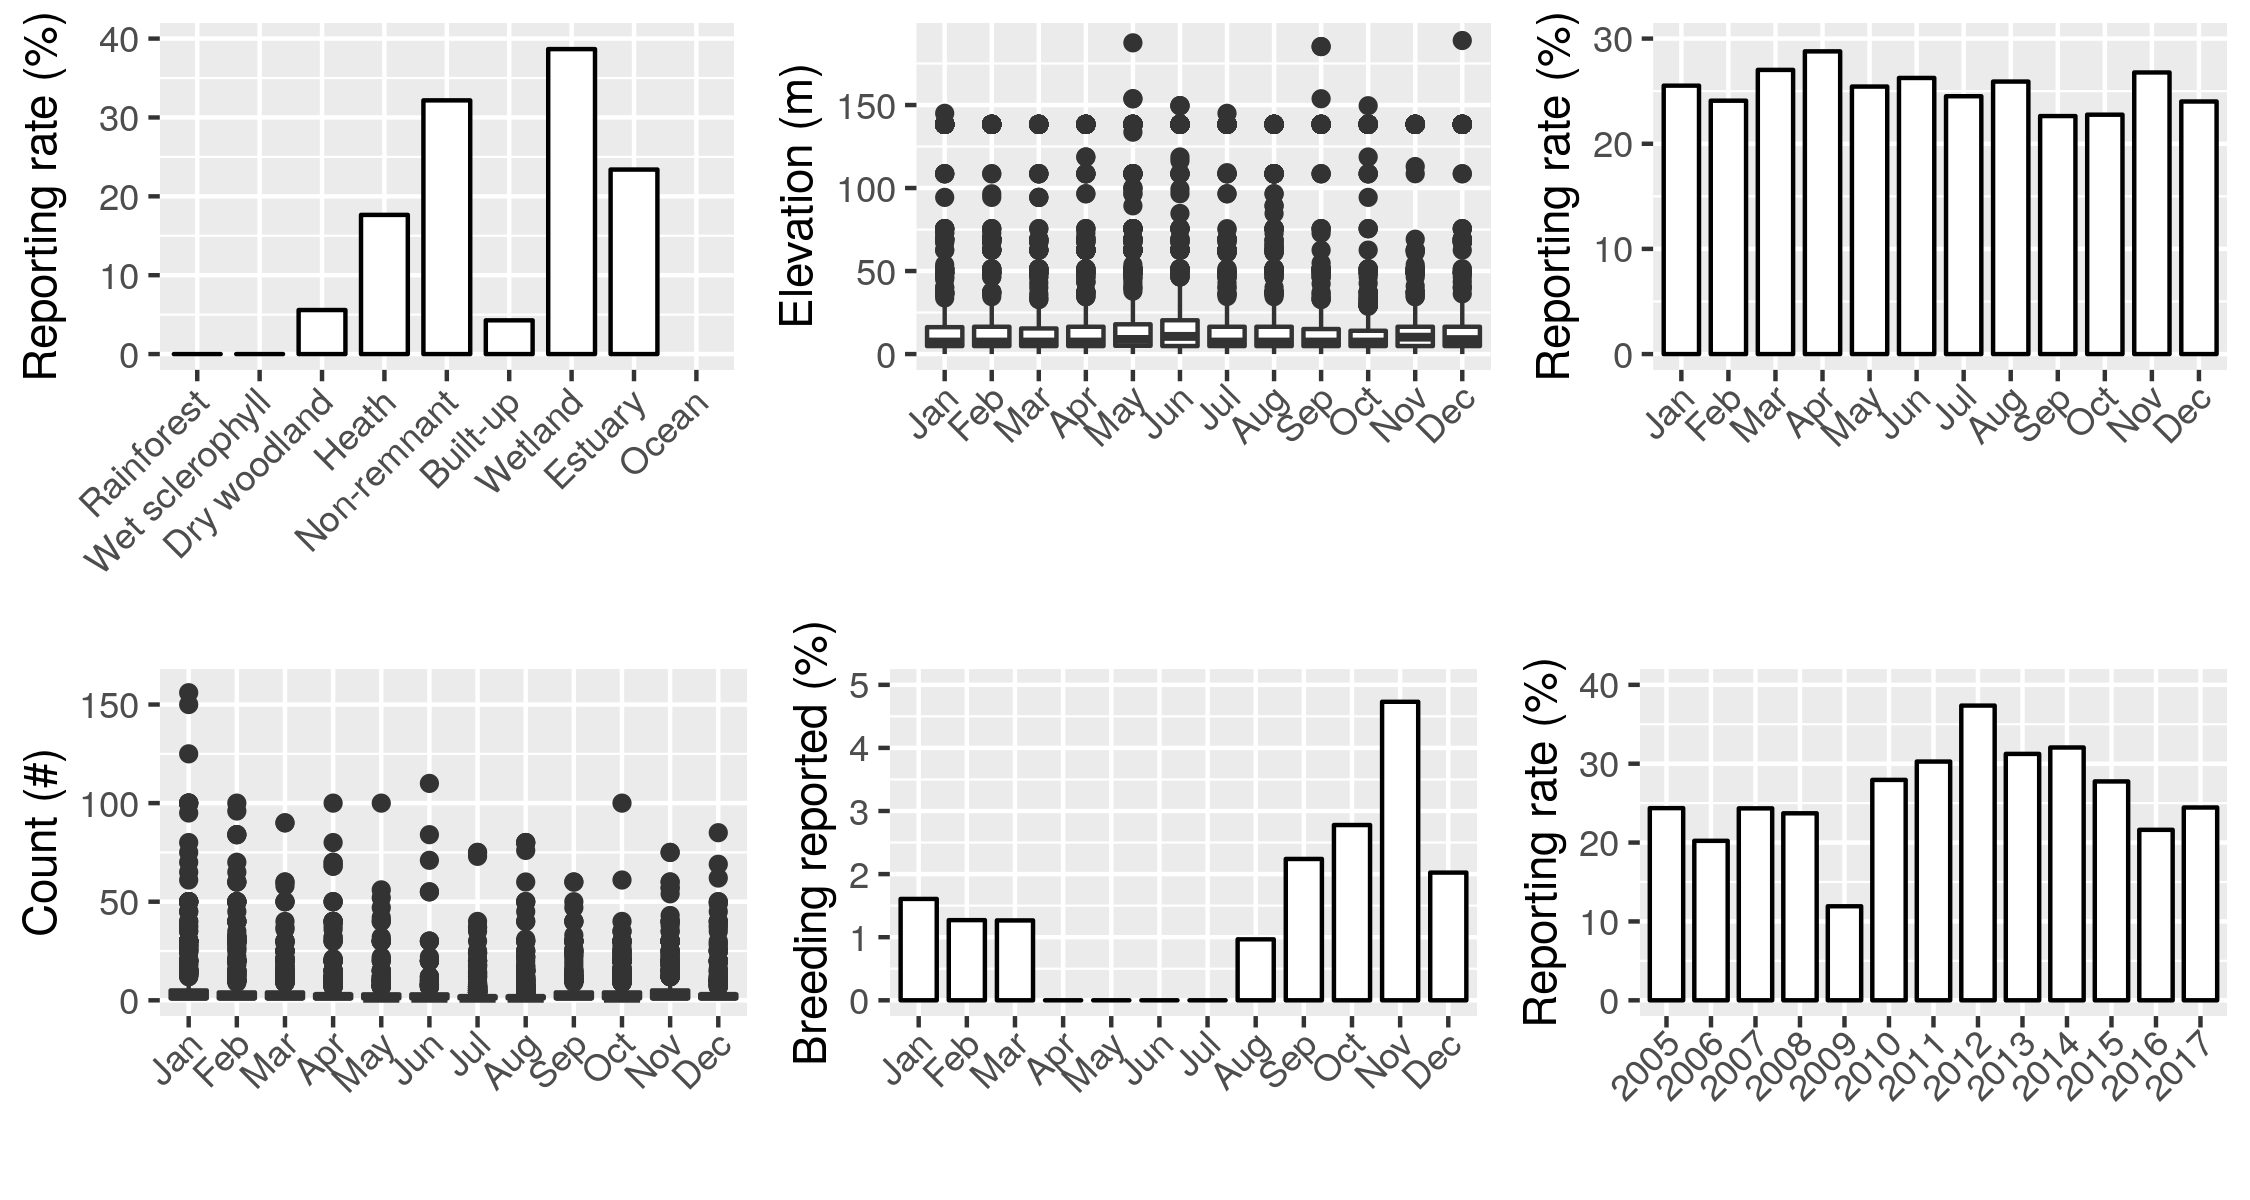 Reporting rate (%)
40
30
20
10
0
Rainforest
Wet sclerophyll
Dry woodland
Heath
Non-remnant
Built-up
Wetland
Estuary
Ocean
Elevation (m)
150
100
50
0
Jan
Feb
Mar
Apr
May
Jun
Jul
Aug
Sep
Oct
Nov
Dec
Reporting rate (%)
30
20
10
0
Jan
Feb
Mar
Apr
May
Jun
Jul
Aug
Sep
Oct
Nov
Dec
Count (#)
150
100
50
0
Jan
Feb
Mar
Apr
May
Jun
Jul
Aug
Sep
Oct
Nov
Dec
Breeding reported (%)
5
4
3
2
1
0
Jan
Feb
Mar
Apr
May
Jun
Jul
Aug
Sep
Oct
Nov
Dec
Reporting rate (%)
40
30
20
10
0
2005
2006
2007
2008
2009
2010
2011
2012
2013
2014
2015
2016
2017